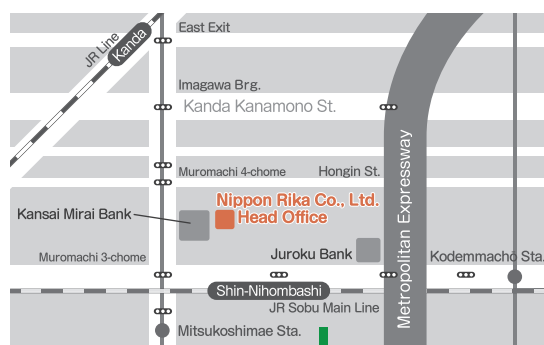 East Exit
JR Line
Kanda
Imagawa Brg.
Kanda Kanamono St.
Muromachi 4-chome
Hongin St.
Nippon Rika Co., Ltd.
Head Office
Kansai Mirai Bank
Metropolitan Expressway
Juroku Bank
Muromachi 3-chome
Kodemmachō Sta.
Shin-Nihombashi
JR Sobu Main Line
Mitsukoshimae Sta.